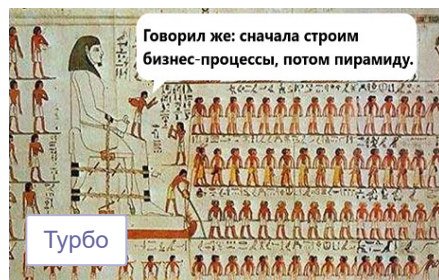 Говорил же: сначала строим
бизнес-процессы, потом пирамиду.
Турбо